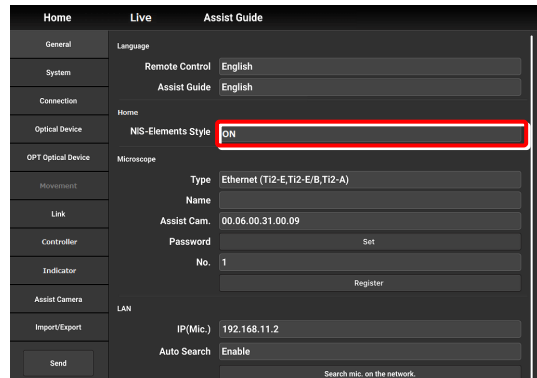 Home Live Assist Guide
General
System
Connection
Optical Device
OPT Optical Device
Movement
Link
Controller
Indicator
Assist Camera
Import/Export
Send
Language
Remote Control English
Assist Guide English
Home
NIS-Elements Style ON
Microscope
Type Ethernet (Ti2-E,Ti2-E/B,Ti2-A)
Name
Assist Cam. 00.06.00.31.00.09
Password Set
No. 1
Register
LAN
IP(Mic.) 192.168.11.2
Auto Search Enable
Search mic. on the network.